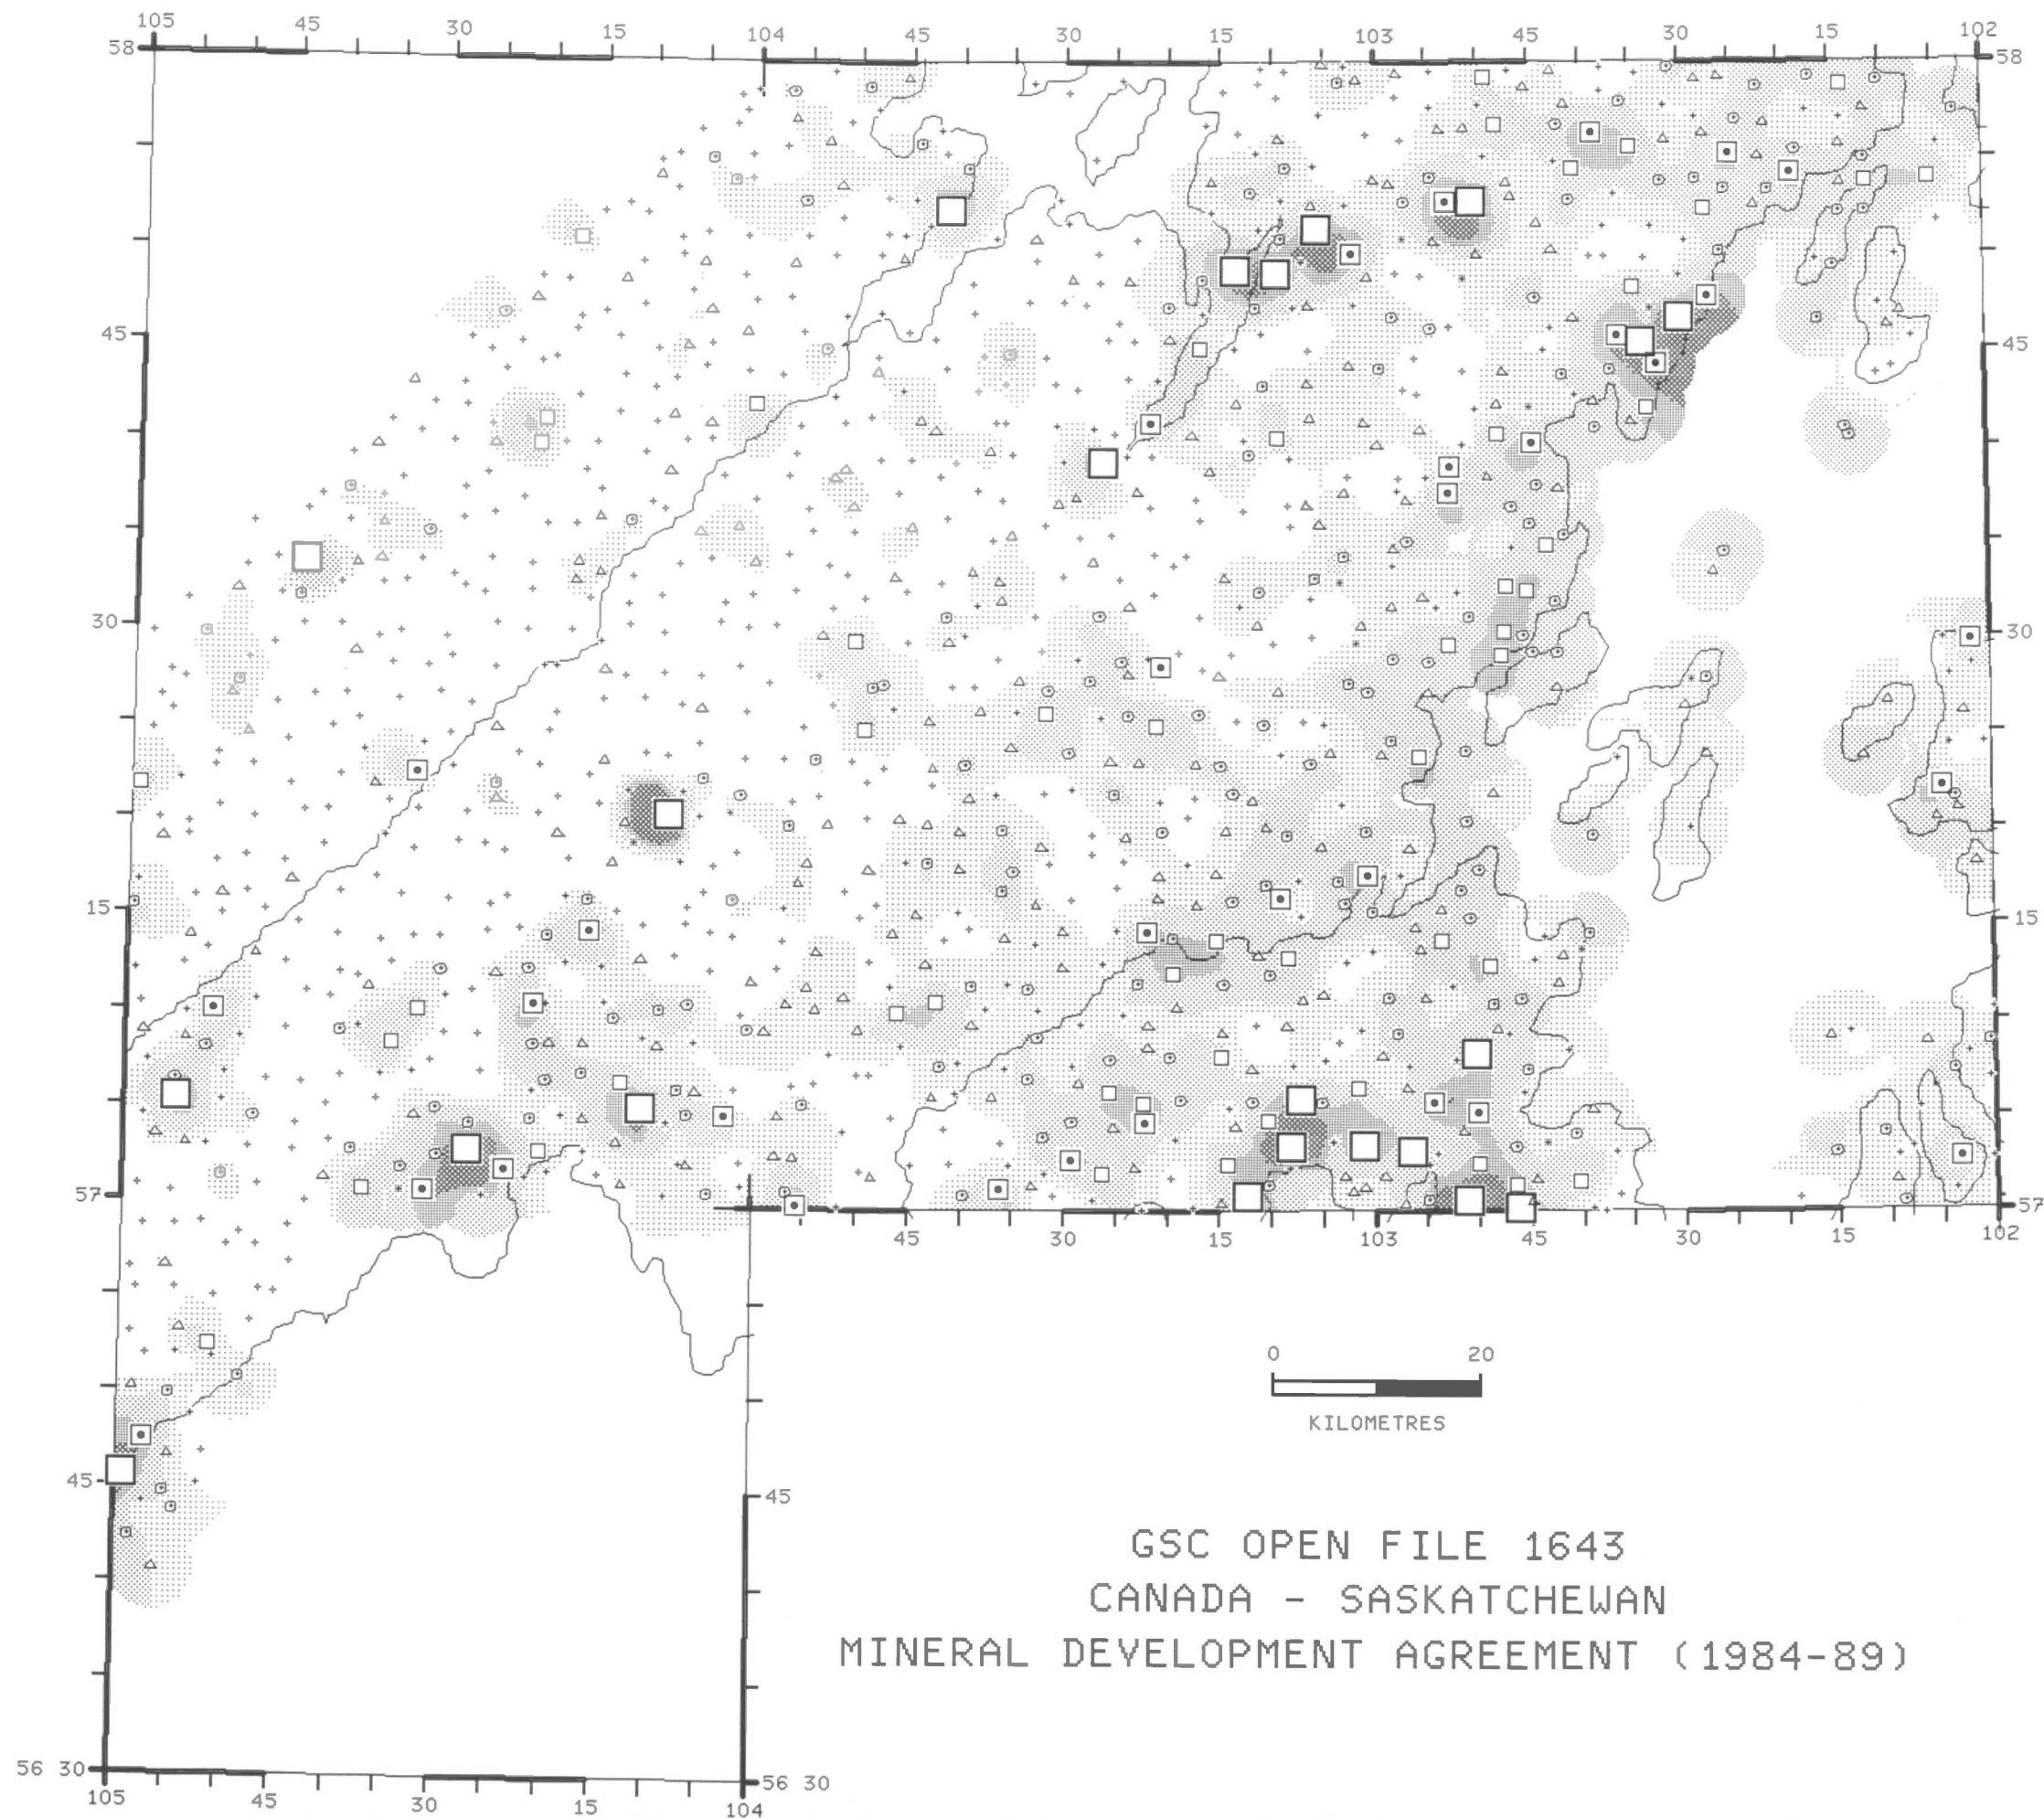 105 45 30 15 104 45 30 15 103 45 30 15 102
58 58
45 45
30 30
15 15
57 57
45 30 15 103 45 30 15 102
0 20
KILOMETRES
45 45
GSC OPEN FILE 1643
CANADA - SASKATCHEWAN
MINERAL DEVELOPMENT AGREEMENT (1984-89)
56 30 56 30
105 45 30 15 104